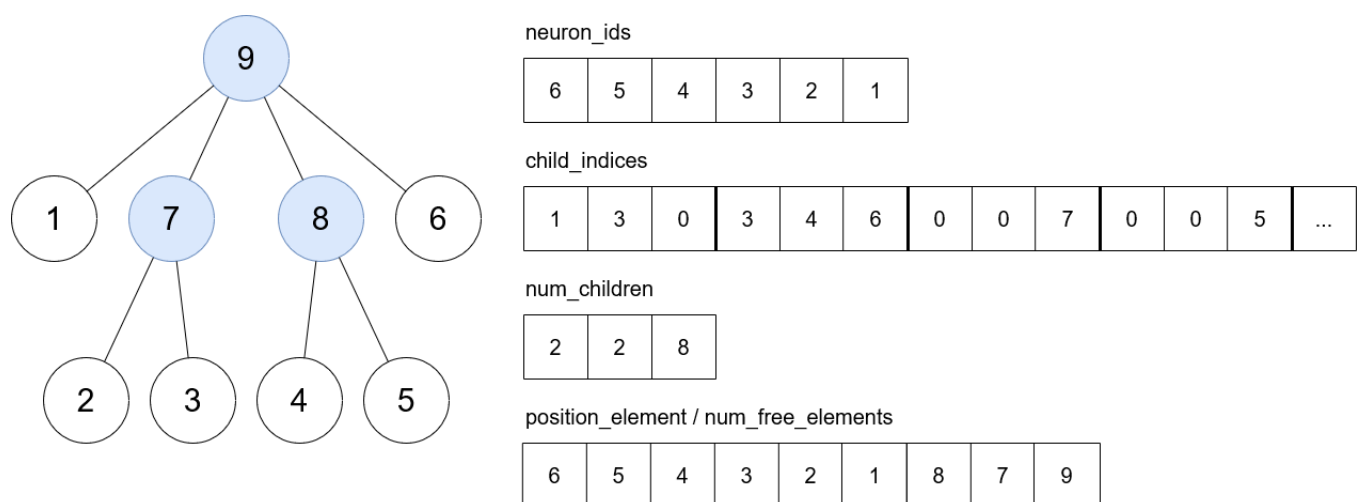 9
1
7
8
6
2
3
4
5
neuron_ids
6 5 4 3 2 1
child_indices
1 3 0 3 4 6 0 0 7 0 0 5 ...
num_children
2 2 8
position_element / num_free_elements
6 5 4 3 2 1 8 7 9